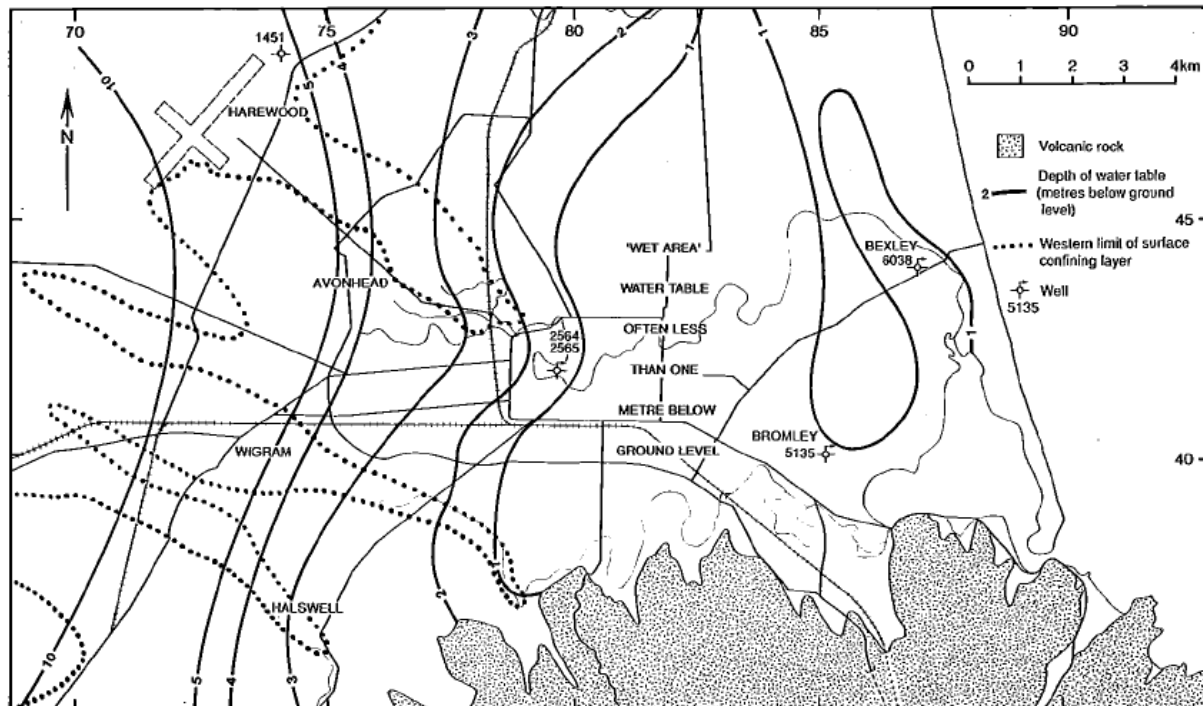 70
75
80
85
90
1451
10
5
4
3
2
1
1
0 1 2 3 4km
HAREWOOD
N
Volcanic rock
2
Depth of water table
(metres below ground
level)
Western limit of surface
confining layer
Well
5135
45
'WET AREA'
BEXLEY
6038
AVONHEAD
WATER TABLE
OFTEN LESS
2564
2565
1
THAN ONE
METRE BELOW
BROMLEY
5135
WIGRAM
GROUND LEVEL
40
1
2
HALSWELL
10
5
4
3